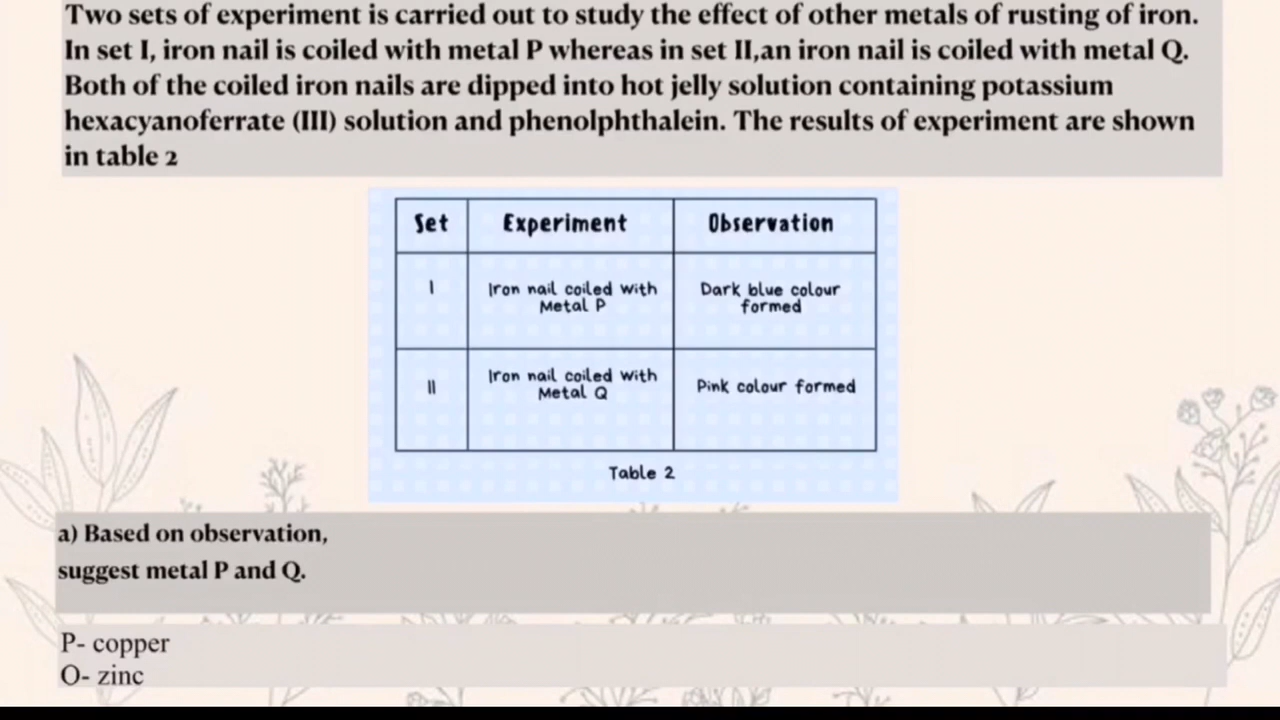 Two sets of experiment is carried out to study the effect of other metals of rusting of iron.
In set I, iron nail is coiled with metal P whereas in set II,an iron nail is coiled with metal Q.
Both of the coiled iron nails are dipped into hot jelly solution containing potassium
hexacyanoferrate (III) solution and phenolphthalein. The results of experiment are shown
in table 2
Set Experiment Observation
I Iron nail coiled with Dark blue colour
Metal P formed
II Iron nail coiled with Pink colour formed
Metal Q
Table 2
a) Based on observation,
suggest metal P and Q.
P- copper
O- zinc